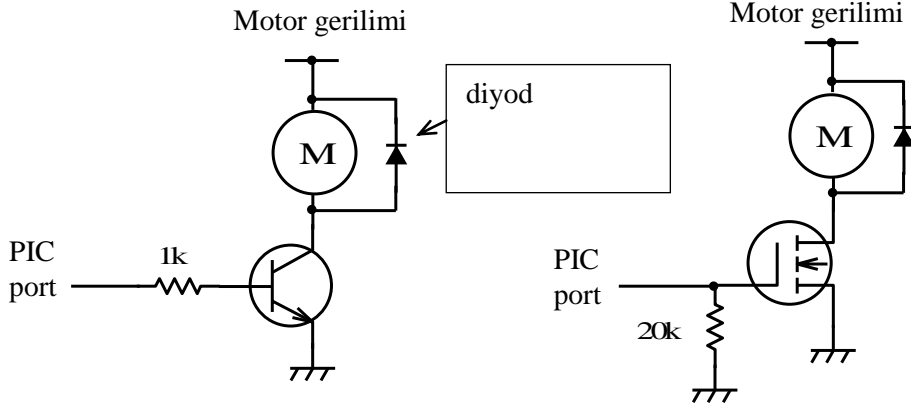 Motor gerilimi
diyod
M
PIC
port
1k
Motor gerilimi
M
PIC
port
20k